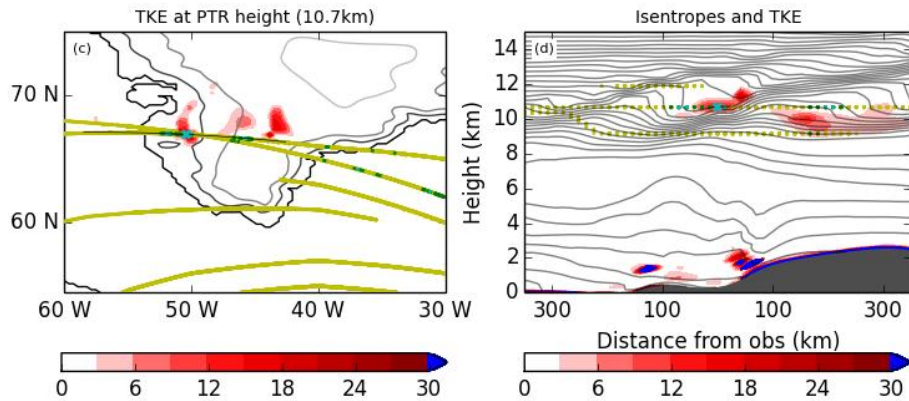 TKE at PTR height (10.7km)
(c)
70 N
60 N
60 W
50 W
40 W
30 W
0
6
12
18
24
30
Isentropes and TKE
(d)
14
12
10
8
6
4
2
0
Height (km)
300
100
100
300
Distance from obs (km)
0
6
12
18
24
30